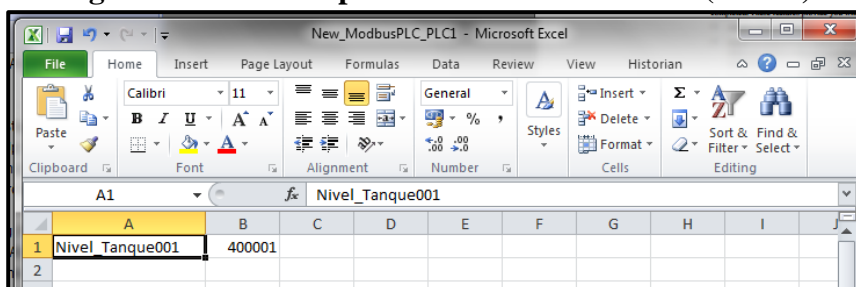 New_ModbusPLC_PLC1 - Microsoft Excel
File Home Insert Page Layout Formulas Data Review View Historian
Calibri 11 General Insert Σ
Paste B I U A A % , Styles Delete Sort & Find &
A .00 .00 Format Filter Select
Clipboard Font Alignment Number Cells Editing
A1 fx Nivel_Tanque001
A B C D E F G H I J
1 Nivel_Tanque001 400001
2